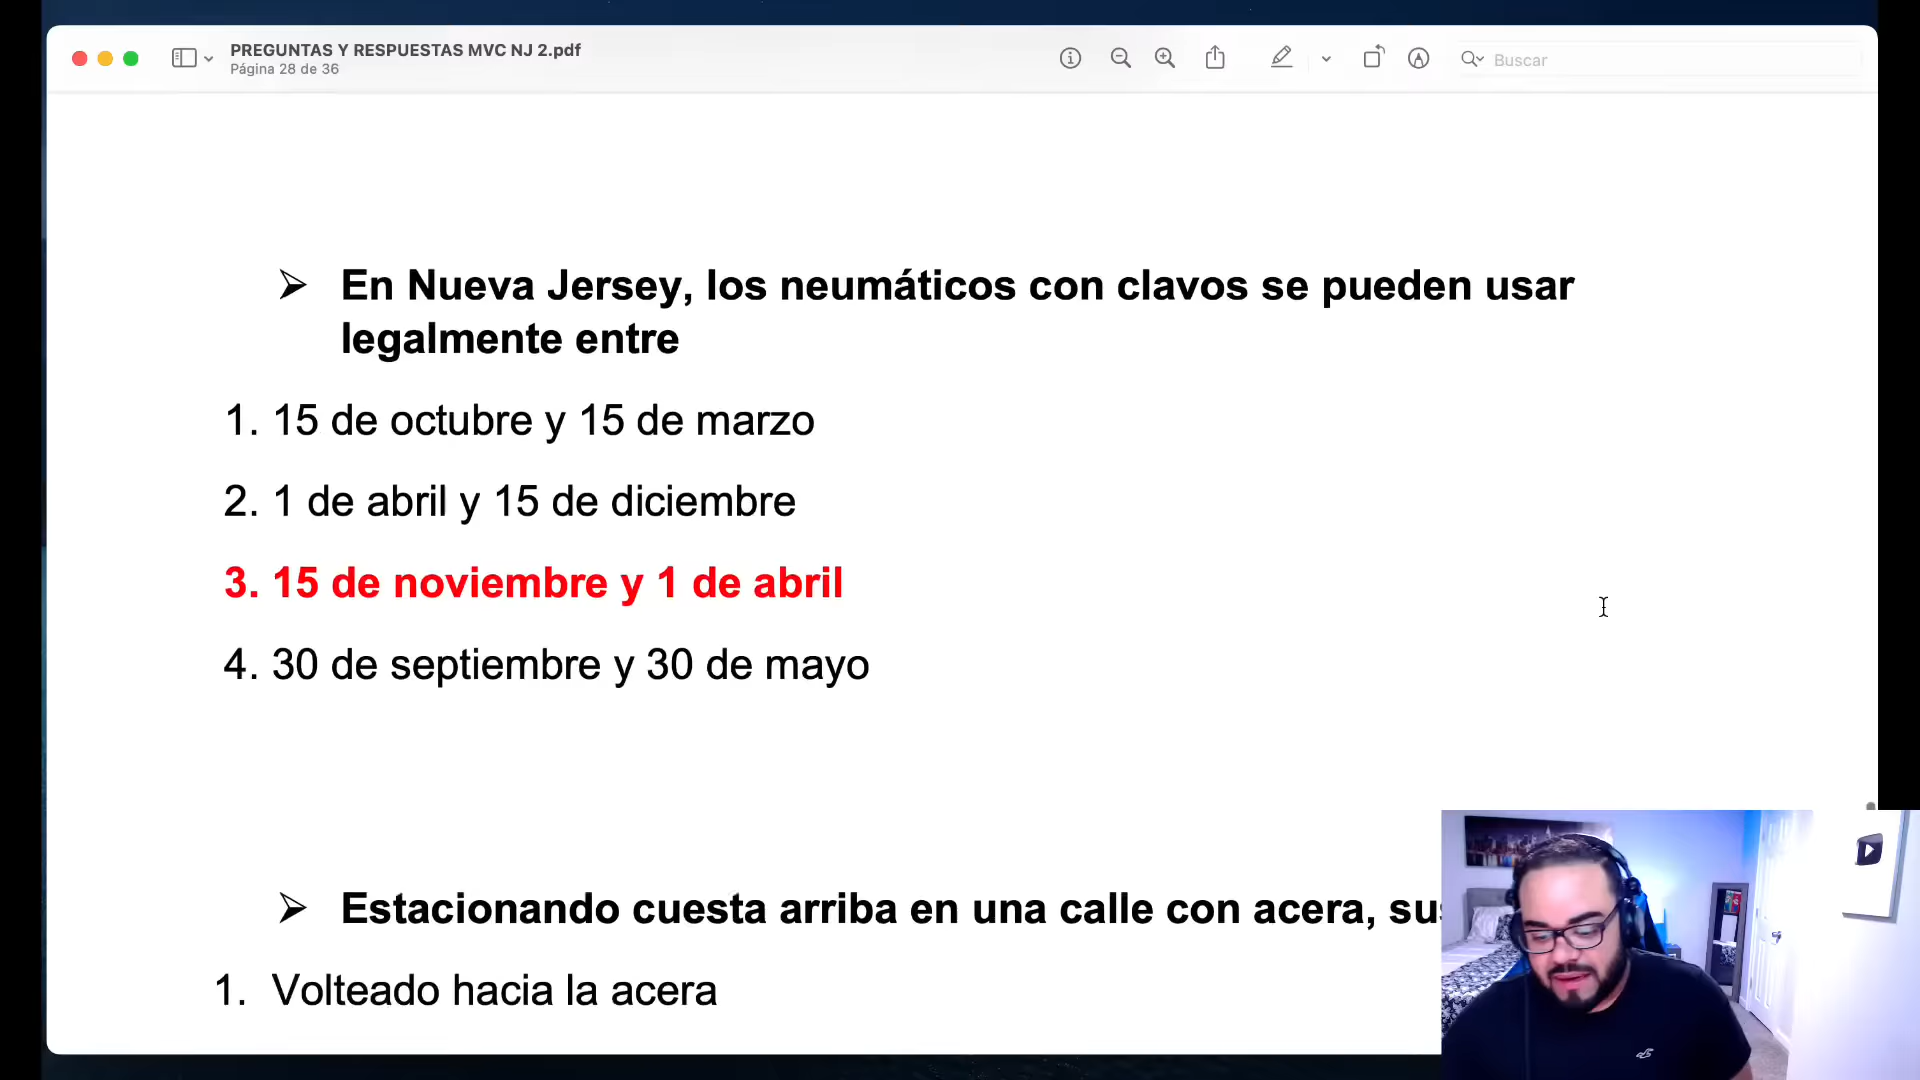 PREGUNTAS Y RESPUESTAS MVC NJ 2.pdf
Página 28 de 36
Buscar
➢ En Nueva Jersey, los neumáticos con clavos se pueden usar
legalmente entre
1. 15 de octubre y 15 de marzo
2. 1 de abril y 15 de diciembre
3. 15 de noviembre y 1 de abril
4. 30 de septiembre y 30 de mayo
➢ Estacionando cuesta arriba en una calle con acera,
1. Volteado hacia la acera